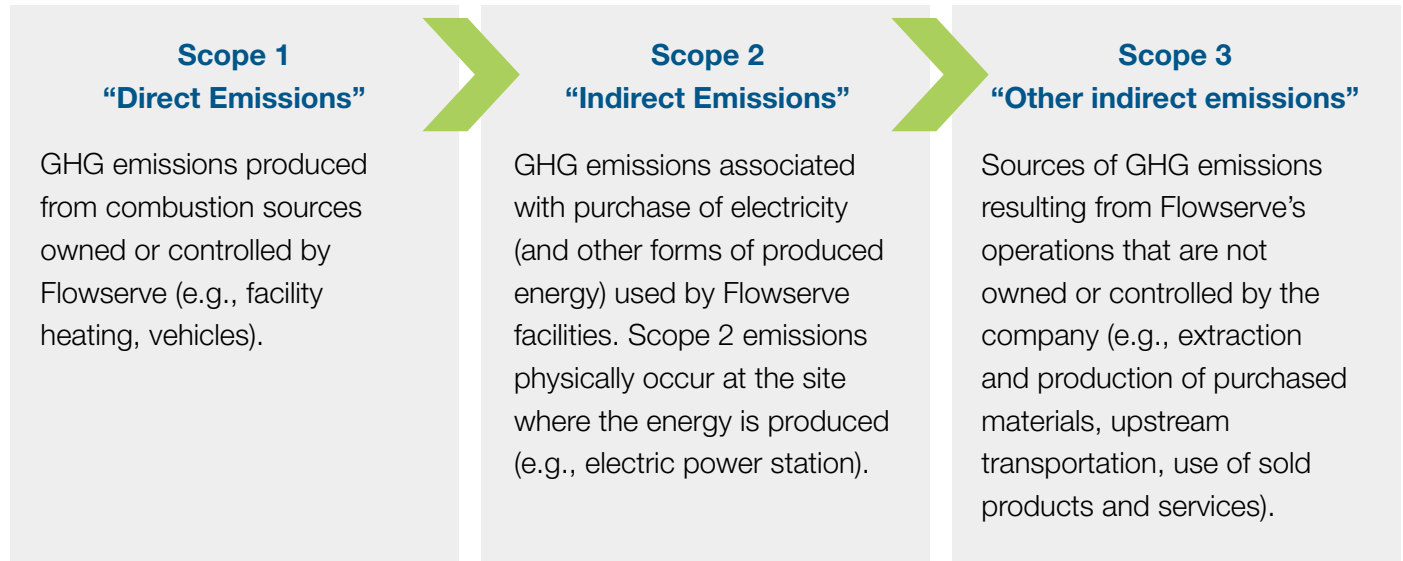 Scope 1
“Direct Emissions”
GHG emissions produced
from combustion sources
owned or controlled by
Flowserve (e.g., facility
heating, vehicles).
Scope 2
“Indirect Emissions”
GHG emissions associated
with purchase of electricity
(and other forms of produced
energy) used by Flowserve
facilities. Scope 2 emissions
physically occur at the site
where the energy is produced
(e.g., electric power station).
Scope 3
“Other indirect emissions”
Sources of GHG emissions
resulting from Flowserve’s
operations that are not
owned or controlled by the
company (e.g., extraction
and production of purchased
materials, upstream
transportation, use of sold
products and services).